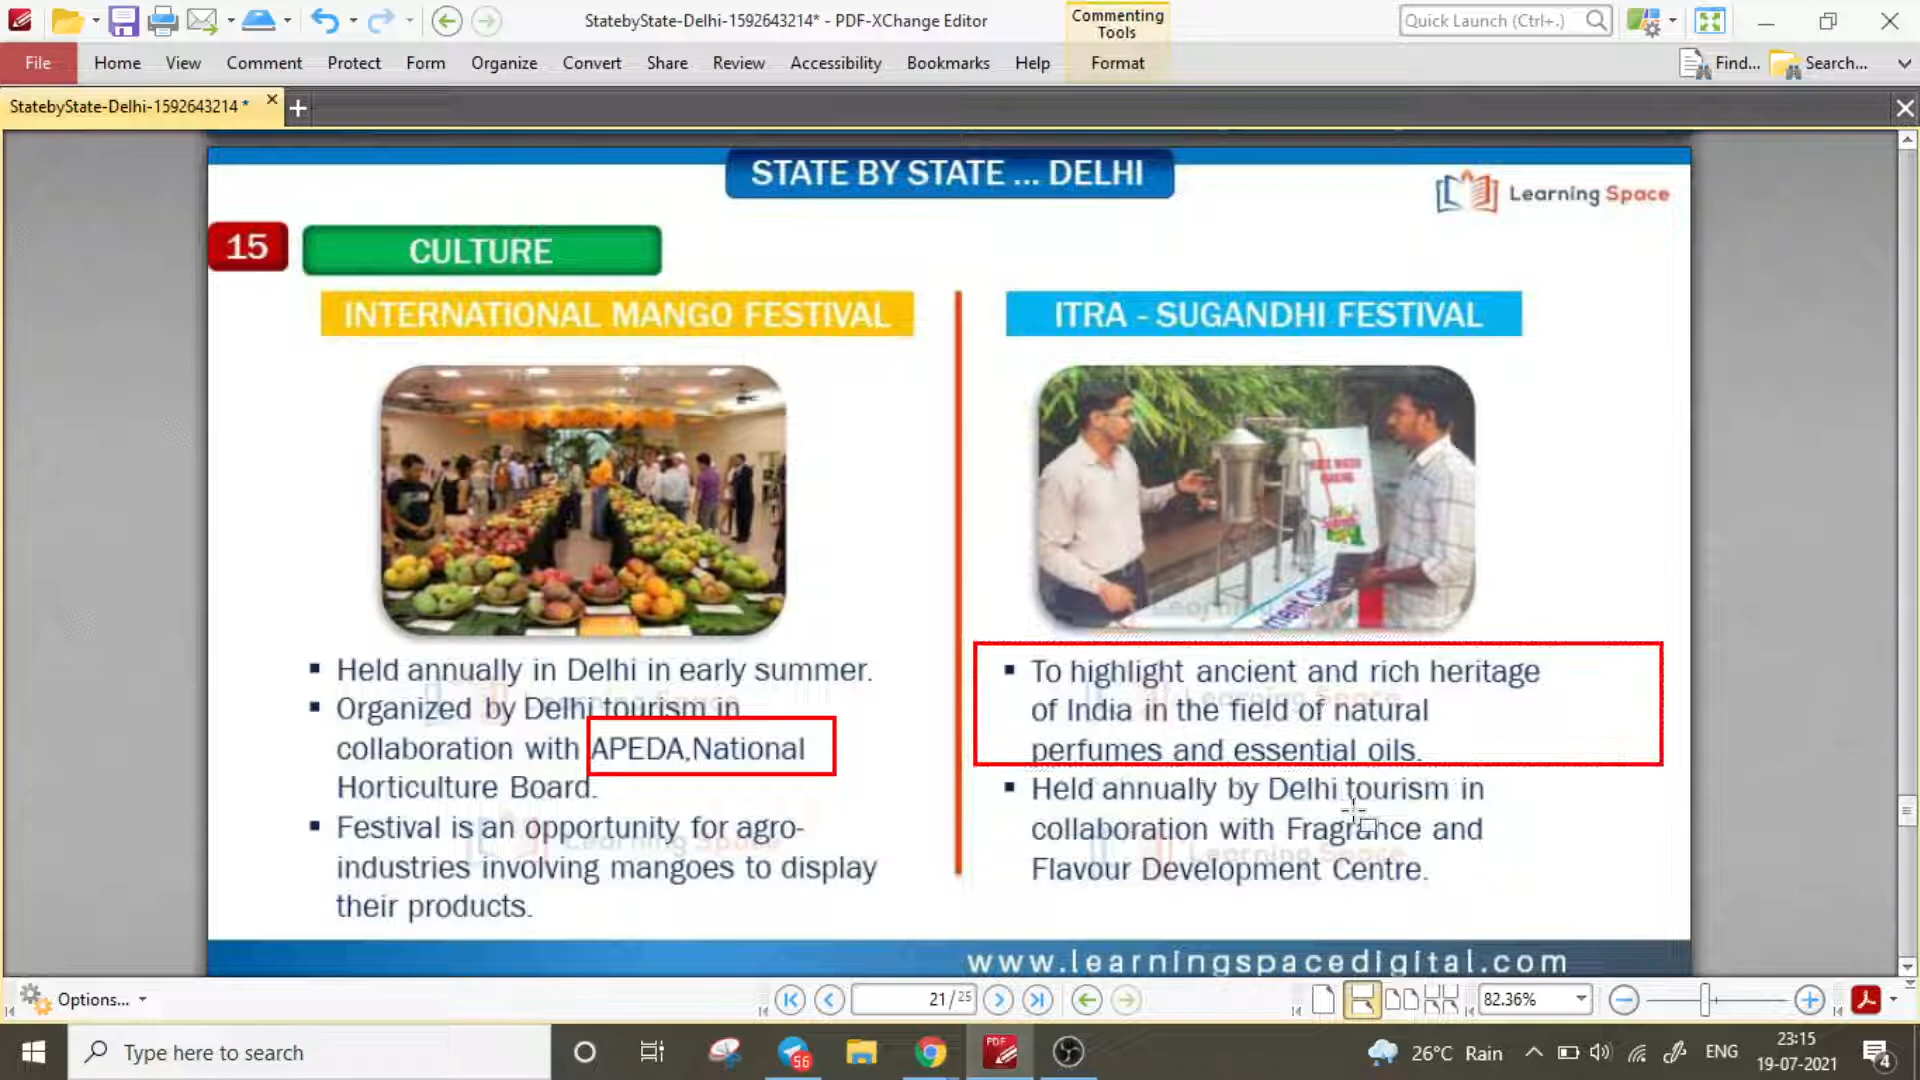 StatebyState-Delhi-1592643214* - PDF-XChange Editor
Commenting Tools
Quick Launch (Ctrl+.)
File Home View Comment Protect Form Organize Convert Share Review Accessibility Bookmarks Help Format Find... Search...
StatebyState-Delhi-1592643214 *
STATE BY STATE ... DELHI
Learning Space
15 CULTURE
INTERNATIONAL MANGO FESTIVAL
▪ Held annually in Delhi in early summer.
▪ Organized by Delhi tourism in
collaboration with APEDA,National
Horticulture Board.
▪ Festival is an opportunity for agro-
industries involving mangoes to display
their products.
ITRA - SUGANDHI FESTIVAL
▪ To highlight ancient and rich heritage
of India in the field of natural
perfumes and essential oils.
▪ Held annually by Delhi tourism in
collaboration with Fragrance and
Flavour Development Centre.
www.learningspacedigital.com
Options... 21 / 25 82.36%
Type here to search 56 PDF 26°C Rain ENG 23:15
19-07-2021 4